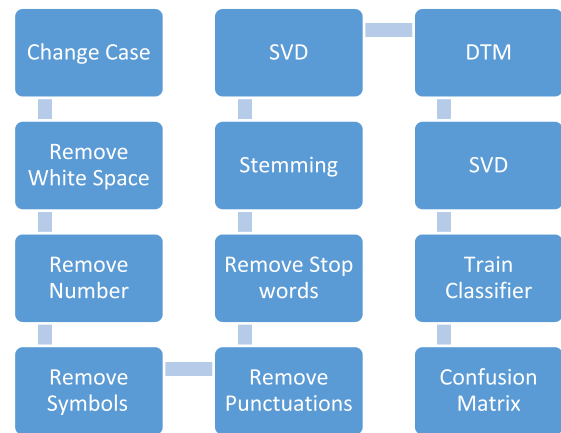 Change Case
Remove
White Space
Remove
Number
Remove
Symbols
Remove
Punctuations
Remove Stop
words
Stemming
SVD
DTM
SVD
Train
Classifier
Confusion
Matrix